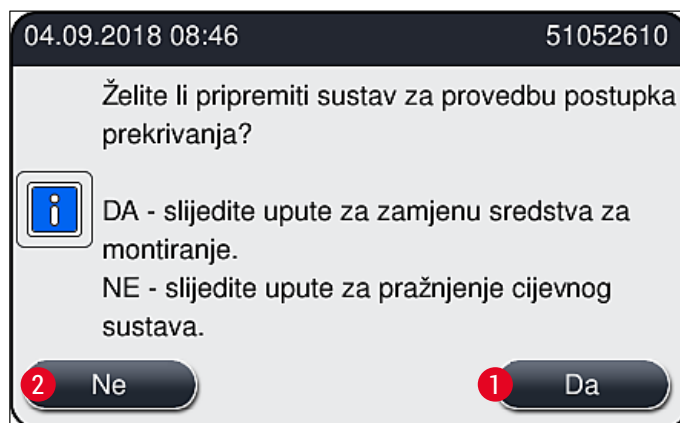 04.09.2018 08:46 51052610
Želite li pripremiti sustav za provedbu postupka
prekrivanja?
i
DA - slijedite upute za zamjenu sredstva za
montiranje.
NE - slijedite upute za pražnjenje cijevnog
sustava.
2 Ne 1 Da